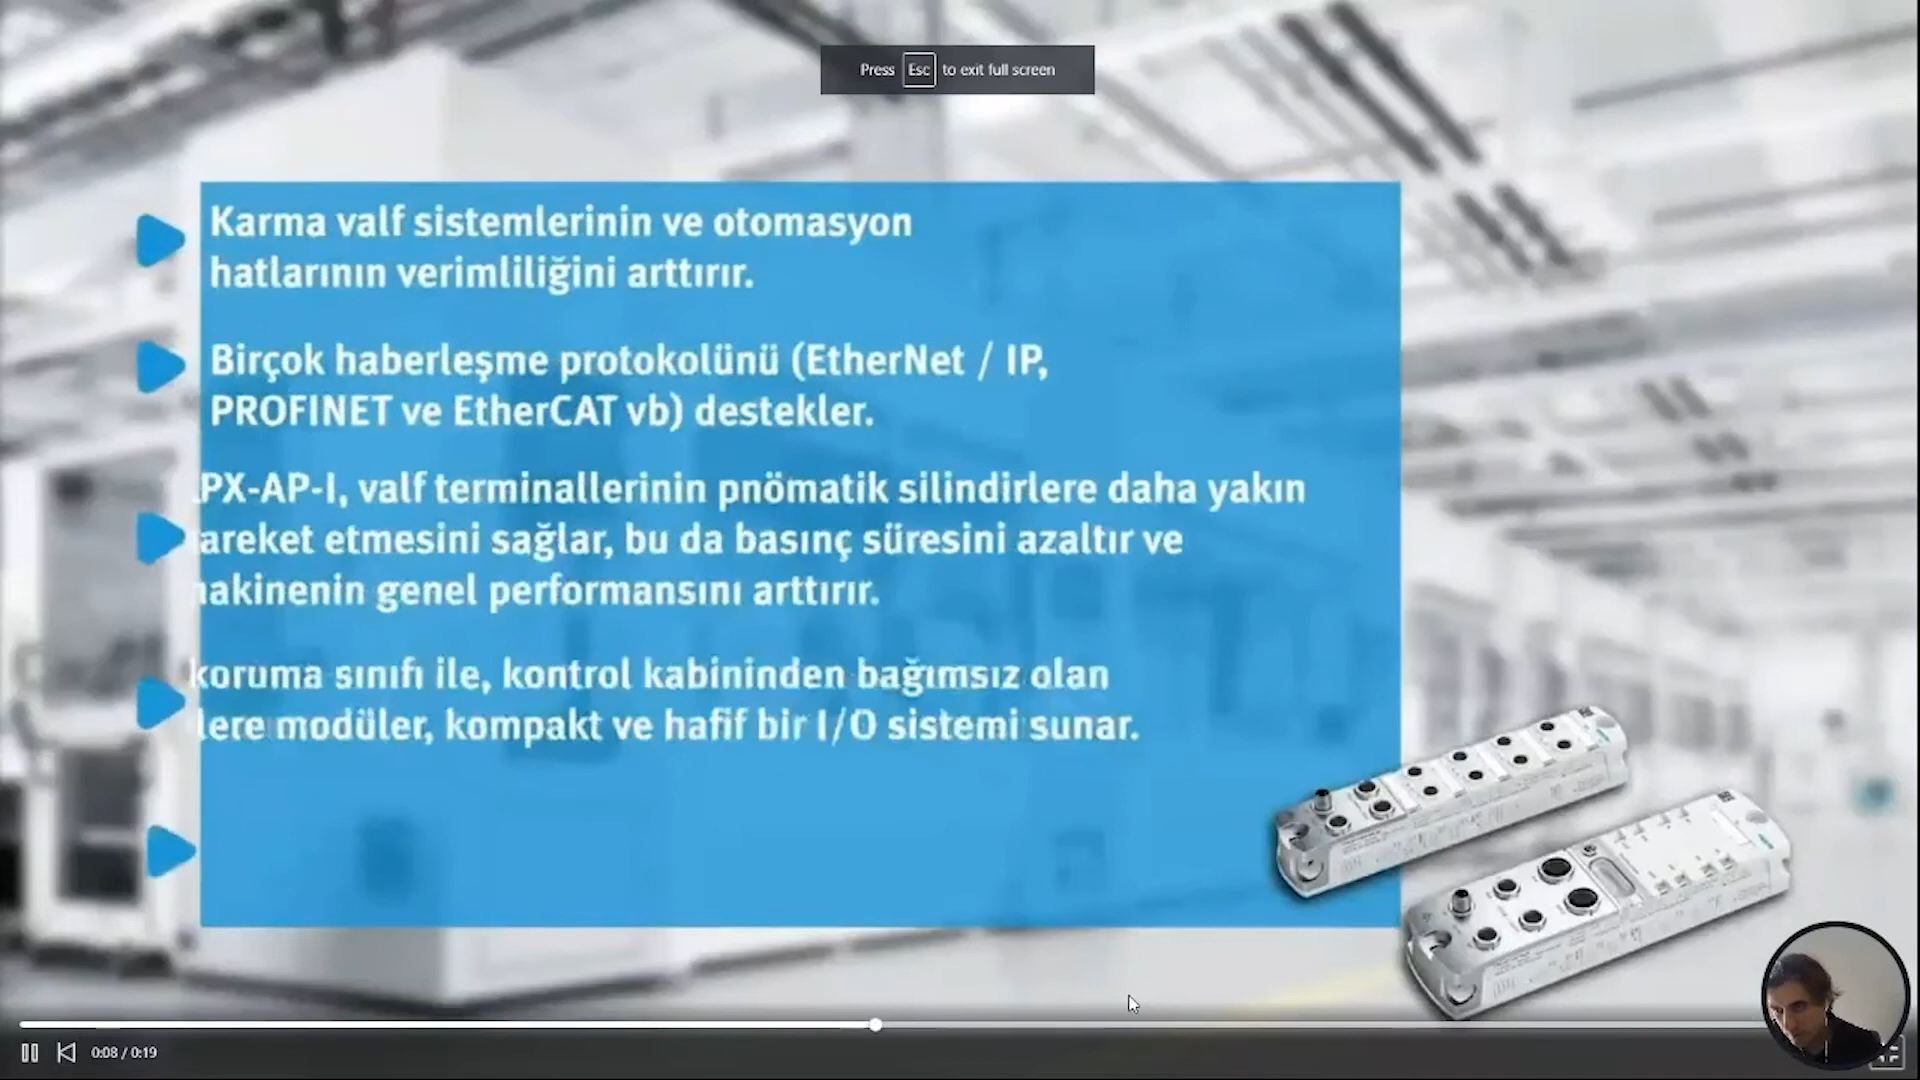 Press Esc to exit full screen
Karma valf sistemlerinin ve otomasyon
hatlarının verimliliğini arttırır.
Birçok haberleşme protokolünü (EtherNet / IP,
PROFINET ve EtherCAT vb) destekler.
PX-AP-I, valf terminallerinin pnömatik silindirlere daha yakın
areket etmesini sağlar, bu da basınç süresini azaltır ve
akinenin genel performansını arttırır.
koruma sınıfı ile, kontrol kabininden bağımsız olan
lere modüler, kompakt ve hafif bir I/O sistemi sunar.
0:08 / 0:19